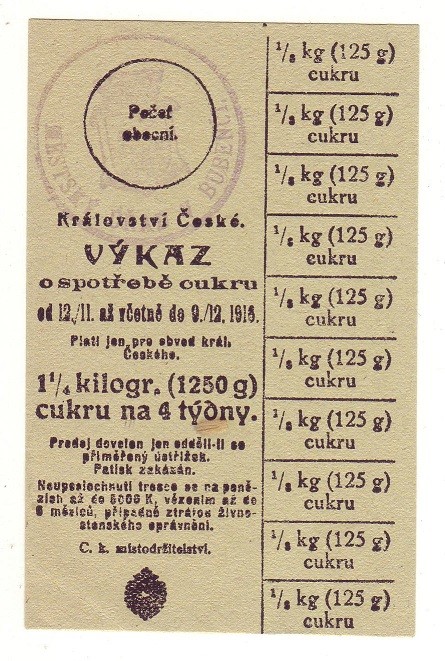 Pečeť
obecní.
MĚSTSKÝ
BUBENČ
Království České.
VÝKAZ
o spotřebě cukru
od 12./11. až včetně do 9./12. 1916.
Platí jen pro obvod král.
Českého.
1¼ kilogr. (1250 g)
cukru na 4 týdny.
Prodej dovolen jen oddělí-li se
přiměřený ústřižek.
Patisk zakázán.
Neuposlechnutí tresce se na peně-
zích až do 5000 K, vězením až do
6 měsíců, případně ztrátou živno-
stenského oprávnění.
C. k. místodržitelství.
⅛ kg (125 g)
cukru
⅛ kg (125 g)
cukru
⅛ kg (125 g)
cukru
⅛ kg (125 g)
cukru
⅛ kg (125 g)
cukru
⅛ kg (125 g)
cukru
⅛ kg (125 g)
cukru
⅛ kg (125 g)
cukru
⅛ kg (125 g)
cukru
⅛ kg (125 g)
cukru